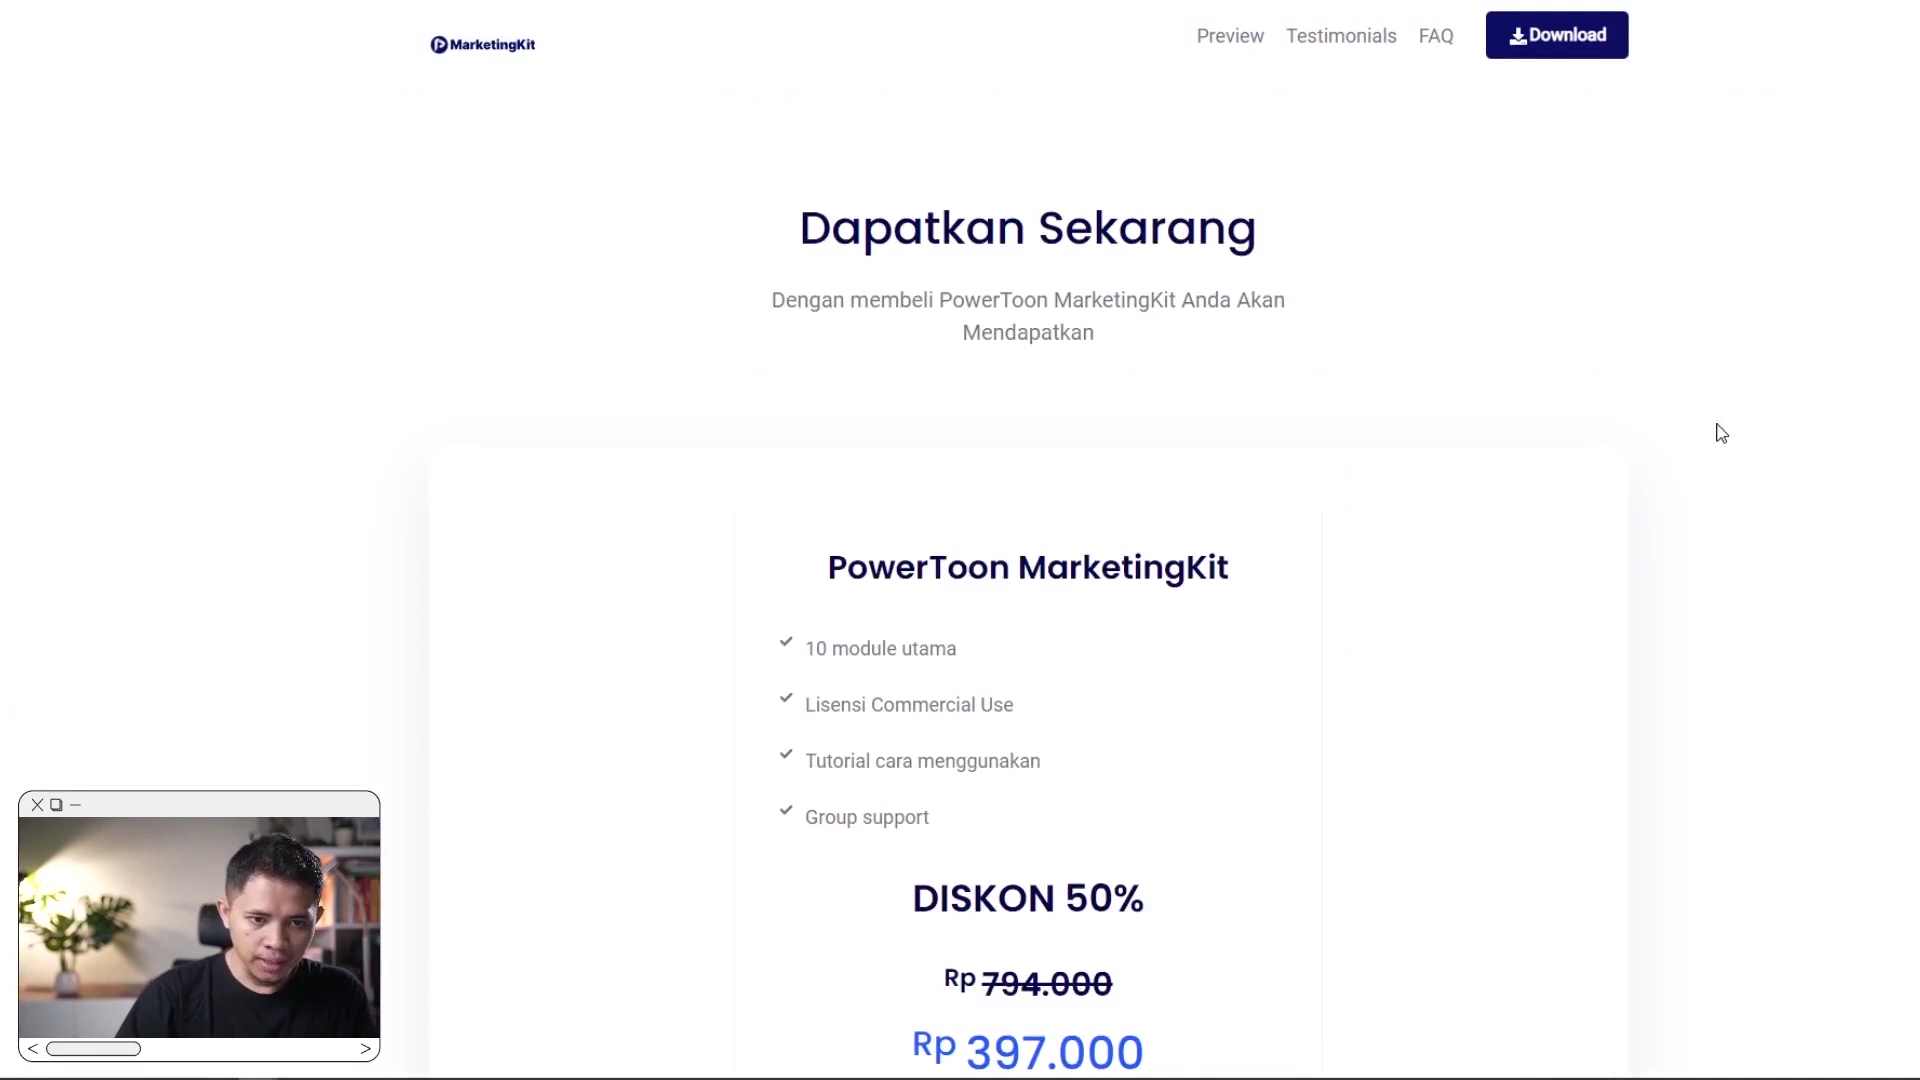 MarketingKit
Preview
Testimonials
FAQ
Download
Dapatkan Sekarang
Dengan membeli PowerToon MarketingKit Anda Akan
Mendapatkan
PowerToon MarketingKit
10 module utama
Lisensi Commercial Use
Tutorial cara menggunakan
Group support
DISKON 50%
Rp 794.000
Rp 397.000